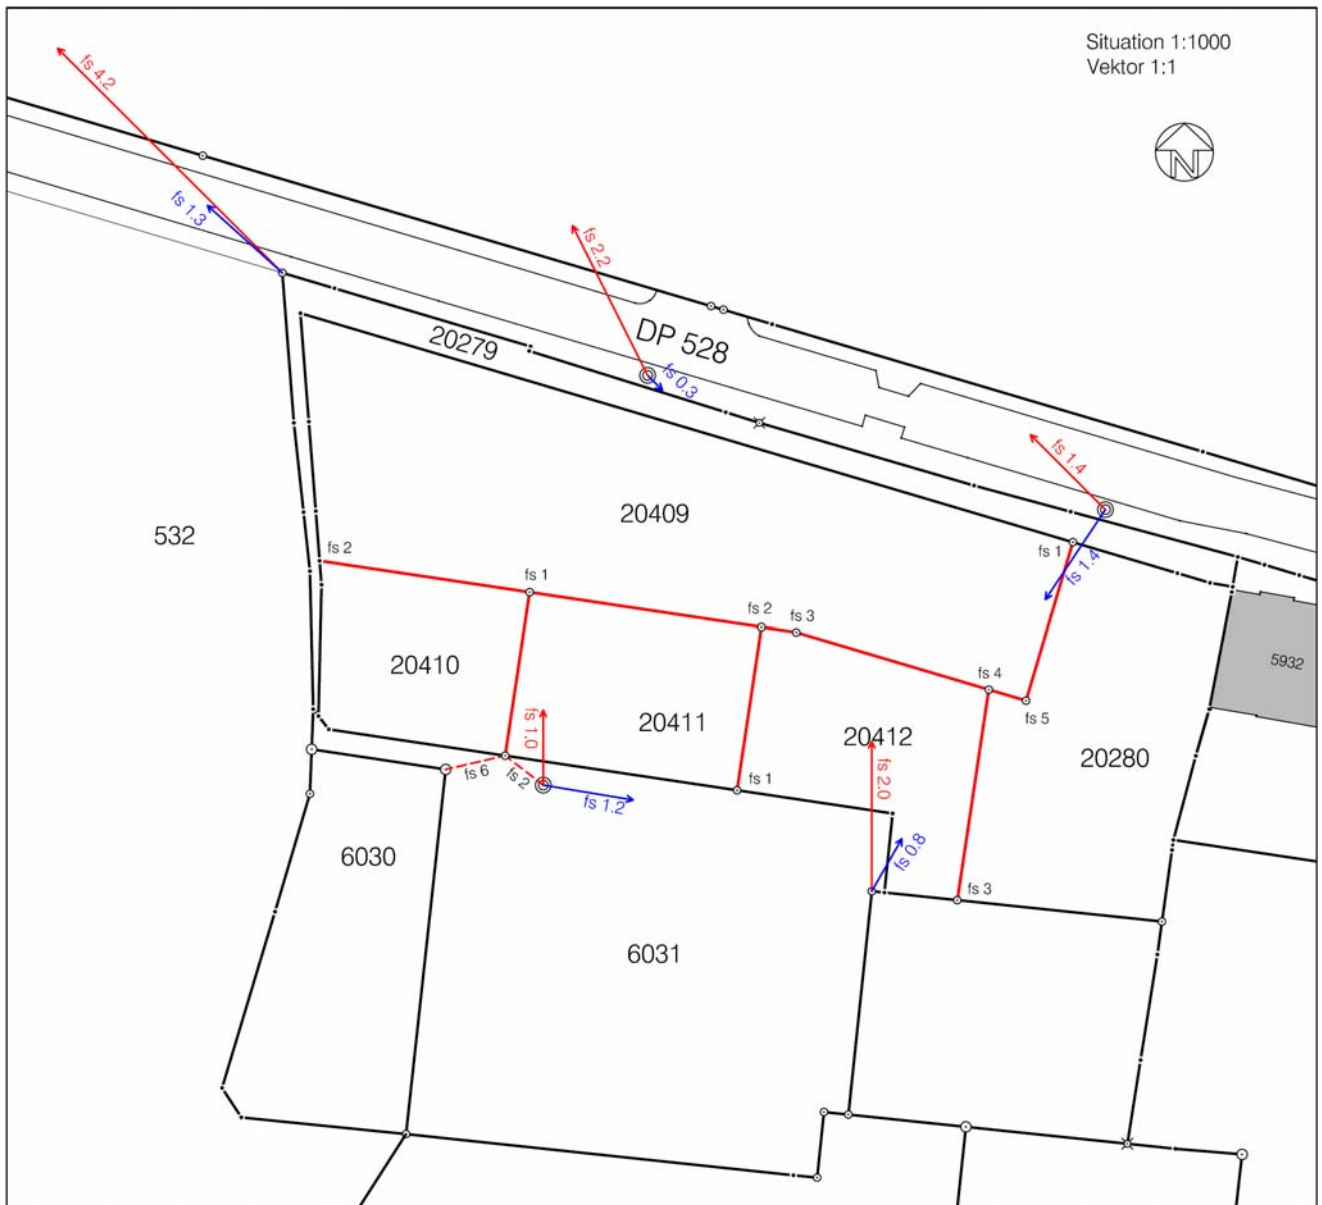 Situation 1:1000
Vektor 1:1
N
fs 4.2
fs 1.3
fs 2.2
DP 528
20279
fs 0.3
fs 1.4
20409
532
fs 1
fs 1.4
fs 2
fs 1
fs 2
fs 3
20410
5932
fs 4
fs 5
20411
20412
fs 1.0
20280
fs 6
fs 2
fs 1.2
fs 2.0
fs 1
6030
fs 0.8
fs 3
6031